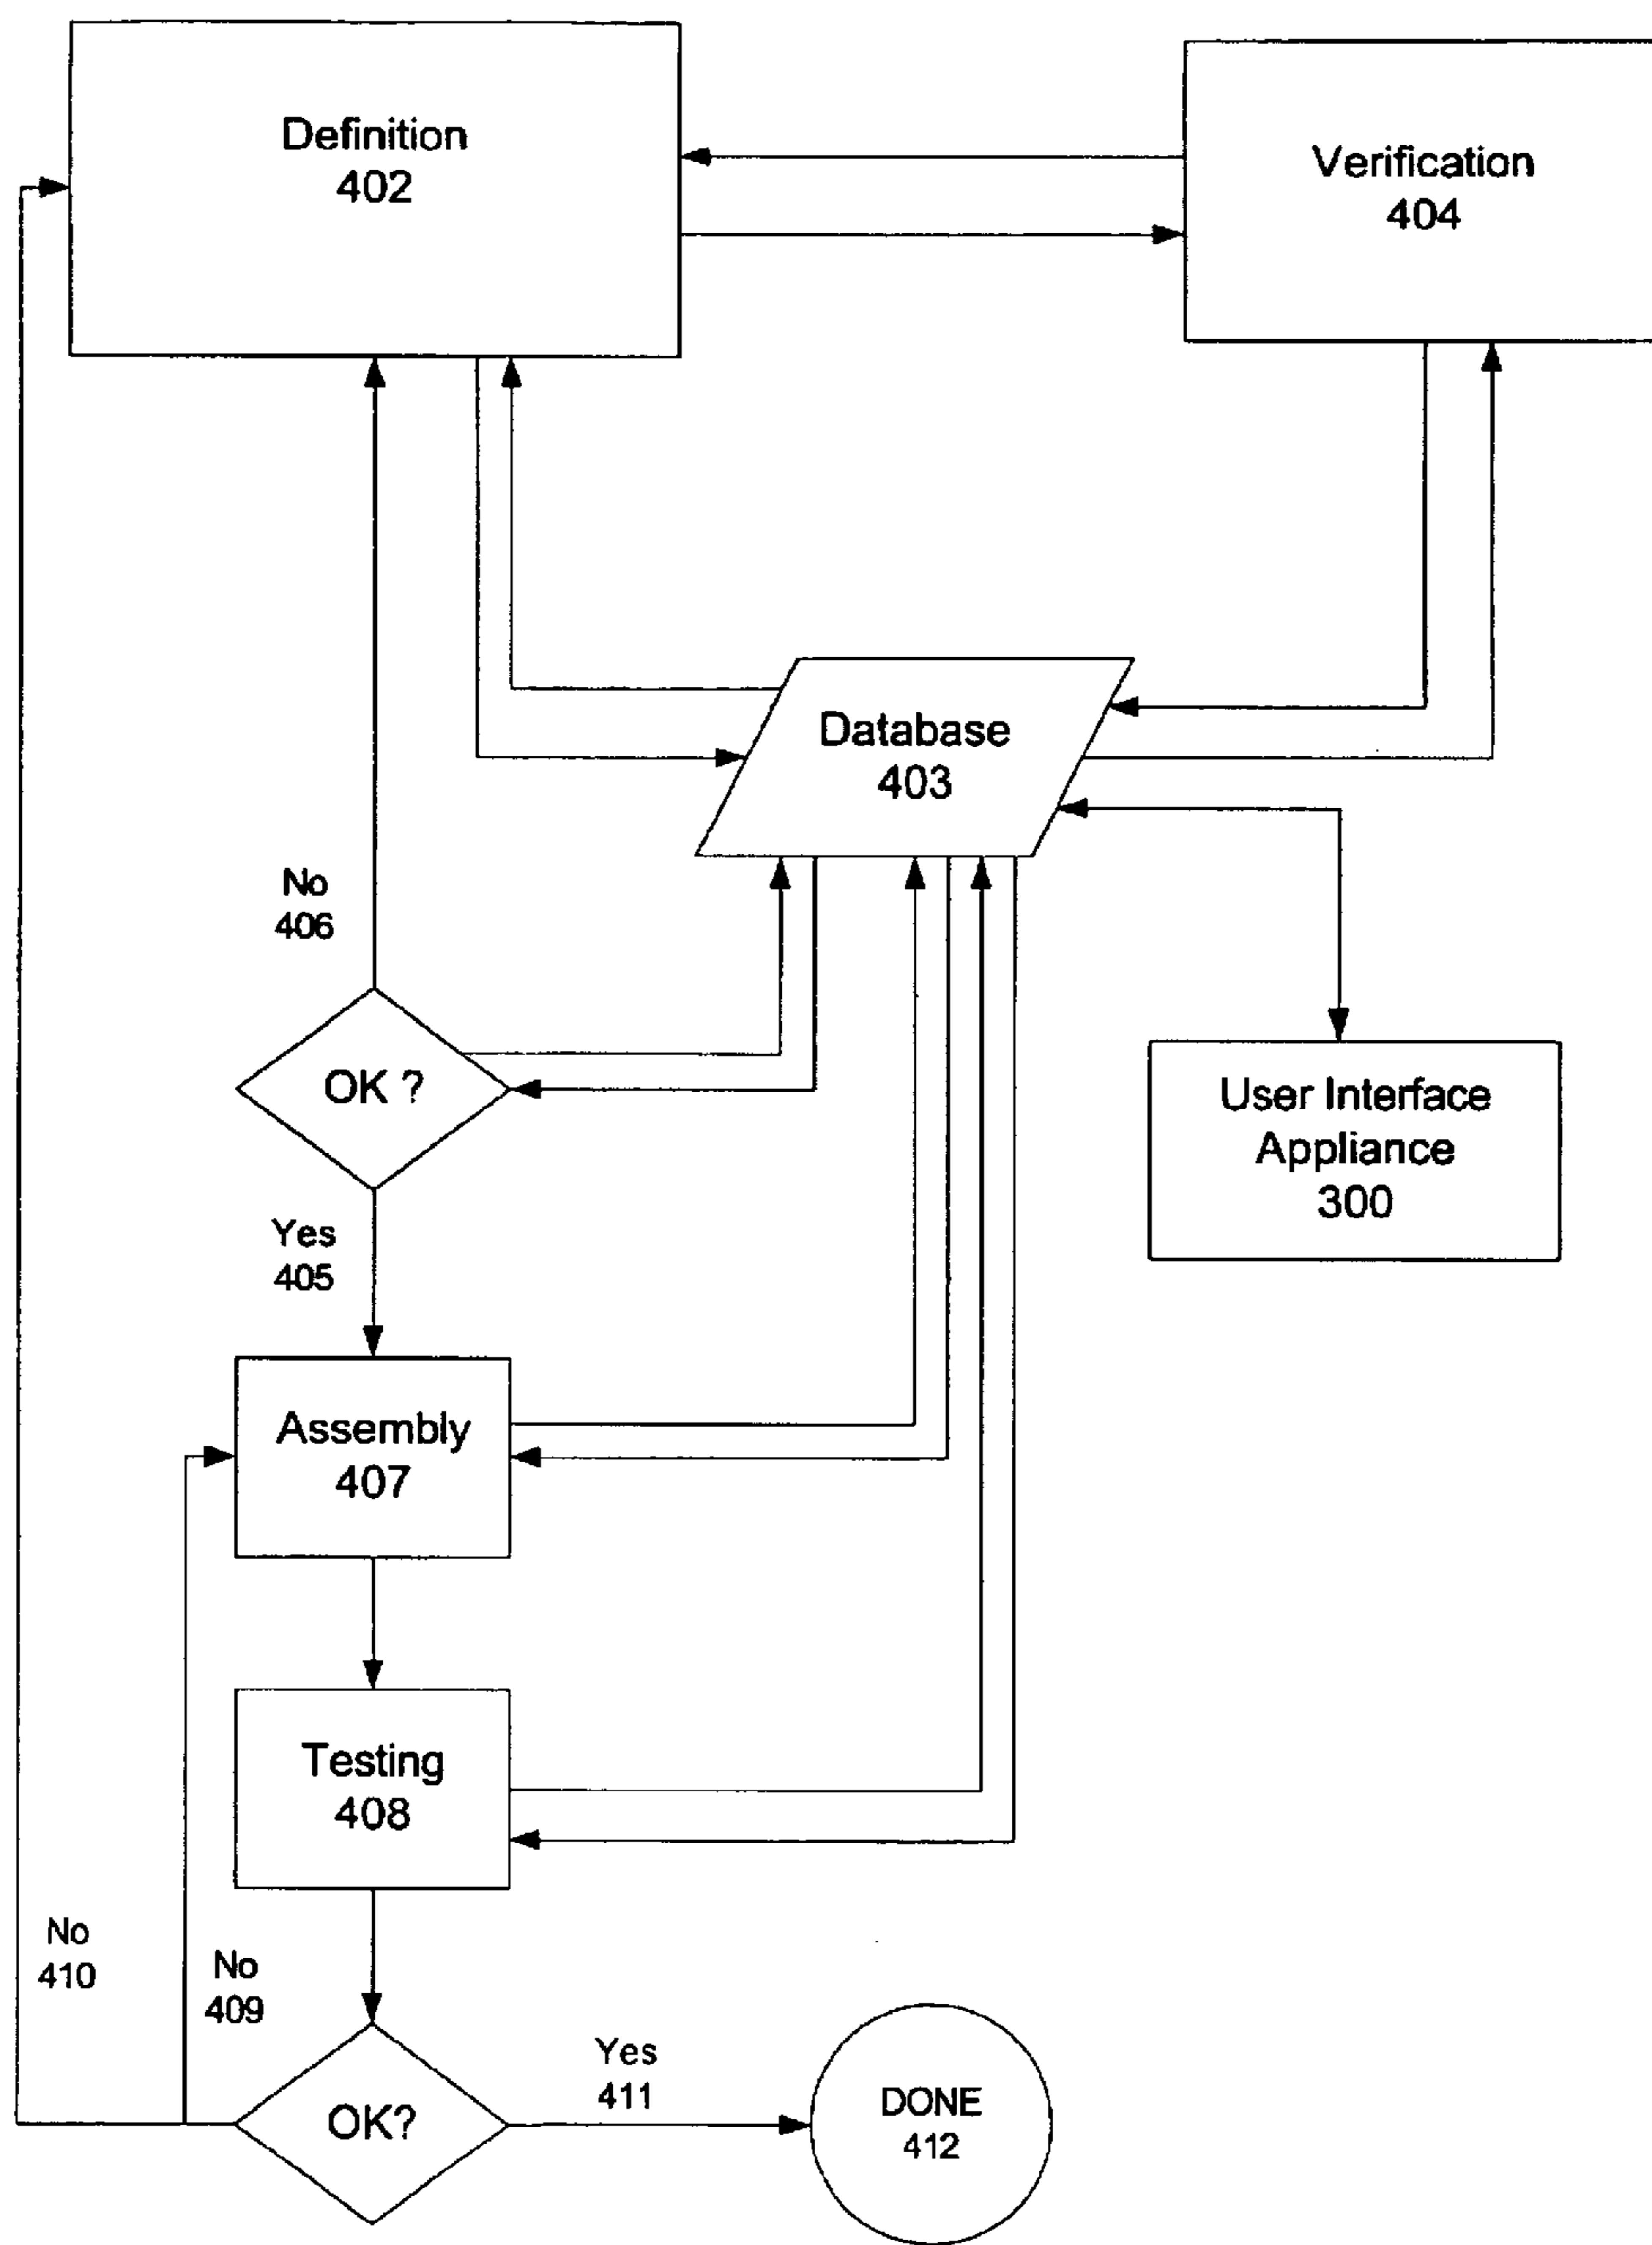 Definition
402
Verification
404
Database
403
No
406
OK ?
User Interface
Appliance
300
Yes
405
Assembly
407
Testing
408
No
410
No
409
Yes
411
OK?
DONE
412